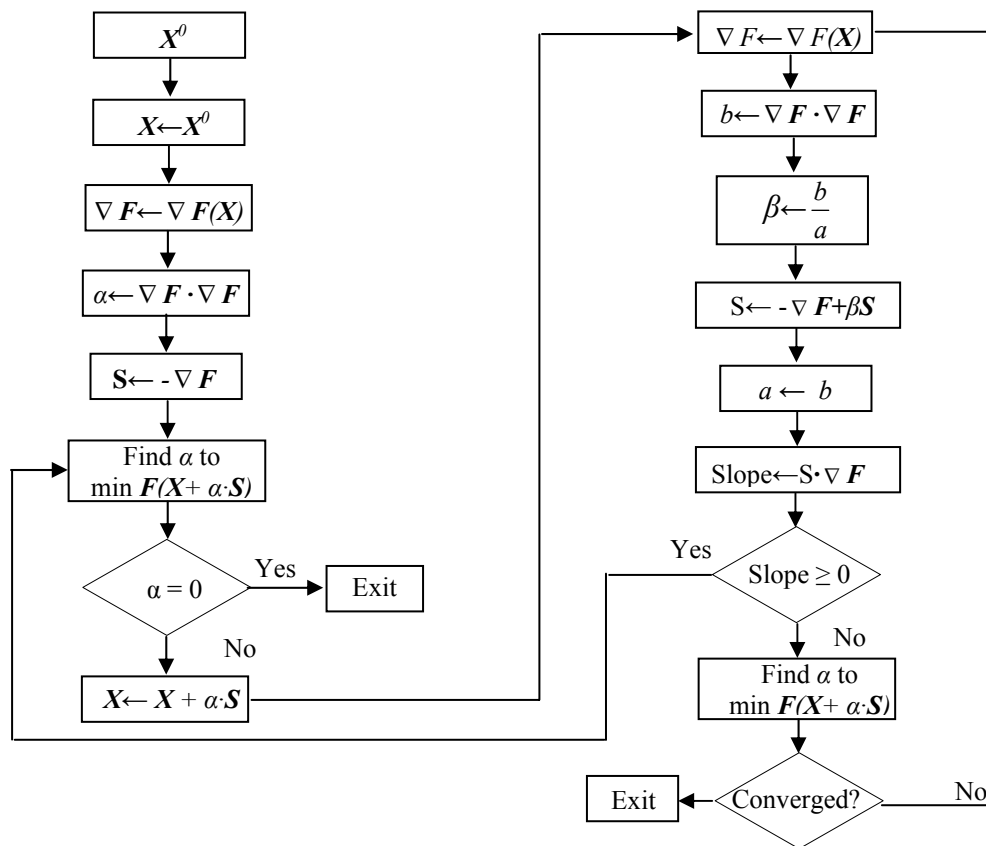 X⁰
X←X⁰
∇ F←∇ F(X)
α←∇ F · ∇ F
S← - ∇ F
Find α to
min F(X+ α·S)
α = 0
Yes
Exit
No
X← X + α·S
∇ F←∇ F(X)
b←∇ F · ∇ F
β← b/a
S← - ∇ F+βS
a ← b
Slope←S· ∇ F
Slope ≥ 0
Yes
No
Find α to
min F(X+ α·S)
Converged?
Exit
No